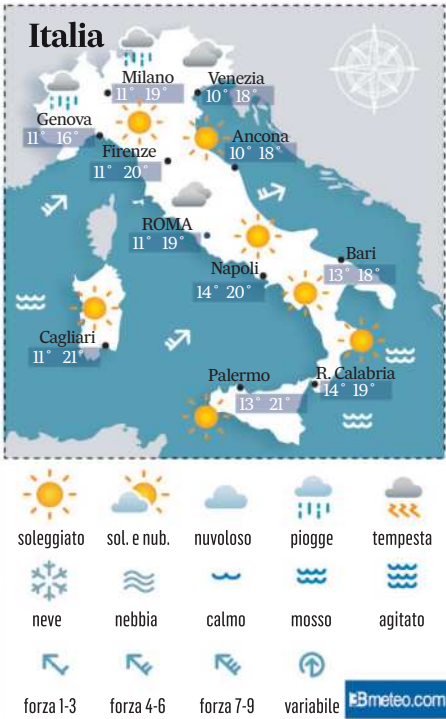 Italia
Milano
11° 19°
Venezia
10° 18°
Genova
11° 16°
Ancona
10° 18°
Firenze
11° 20°
ROMA
11° 19°
Bari
13° 18°
Napoli
14° 20°
Cagliari
11° 21°
Palermo
13° 21°
R. Calabria
14° 19°
soleggiato sol. e nub. nuvoloso piogge tempesta
neve nebbia calmo mosso agitato
forza 1-3 forza 4-6 forza 7-9 variabile
3Bmeteo.com